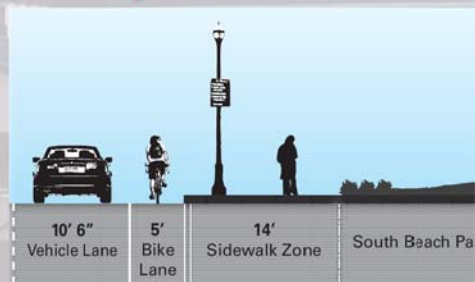 10' 6"
Vehicle Lane
5'
Bike
Lane
14'
Sidewalk Zone
South Beach Pa